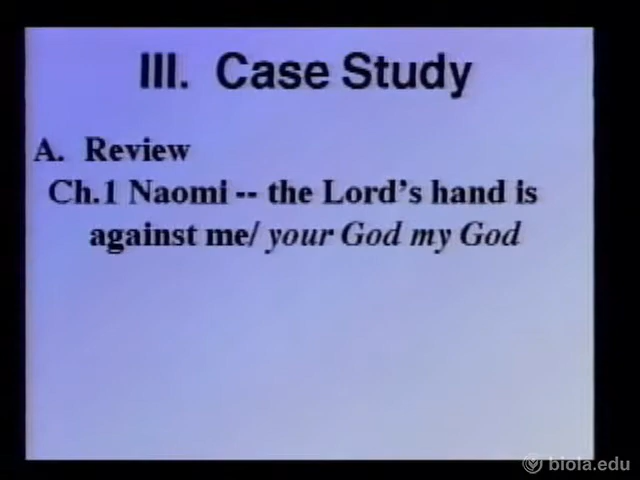 III. Case Study
A. Review
Ch.1 Naomi -- the Lord's hand is
against me/ your God my God
biola.edu